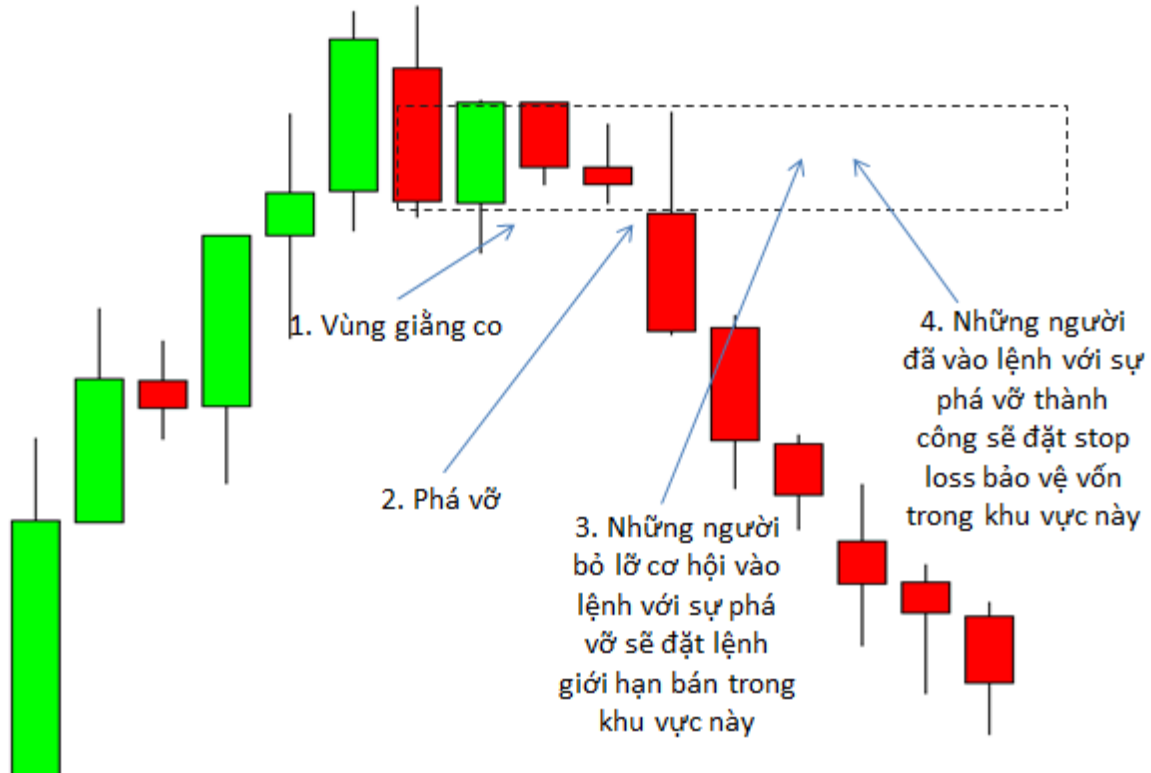 1. Vùng giằng co
2. Phá vỡ
3. Những người
bỏ lỡ cơ hội vào
lệnh với sự phá
vỡ sẽ đặt lệnh
giới hạn bán trong
khu vực này
4. Những người
đã vào lệnh với sự
phá vỡ thành
công sẽ đặt stop
loss bảo vệ vốn
trong khu vực này